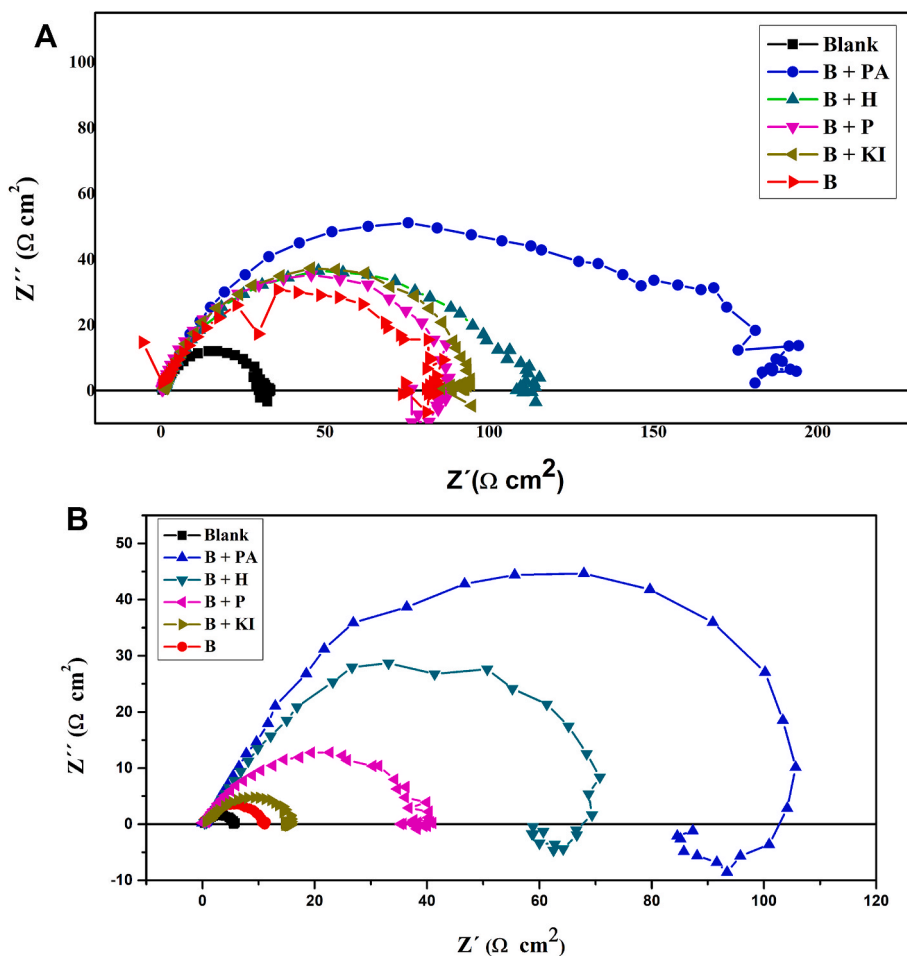 A
100
80
60
40
20
0
0
50
100
150
200
Z´´ (Ω cm²)
Z´(Ω cm²)
Blank
B + PA
B + H
B + P
B + KI
B
B
50
40
30
20
10
0
-10
0
20
40
60
80
100
120
Z´´ (Ω cm²)
Z´ (Ω cm²)
Blank
B + PA
B + H
B + P
B + KI
B